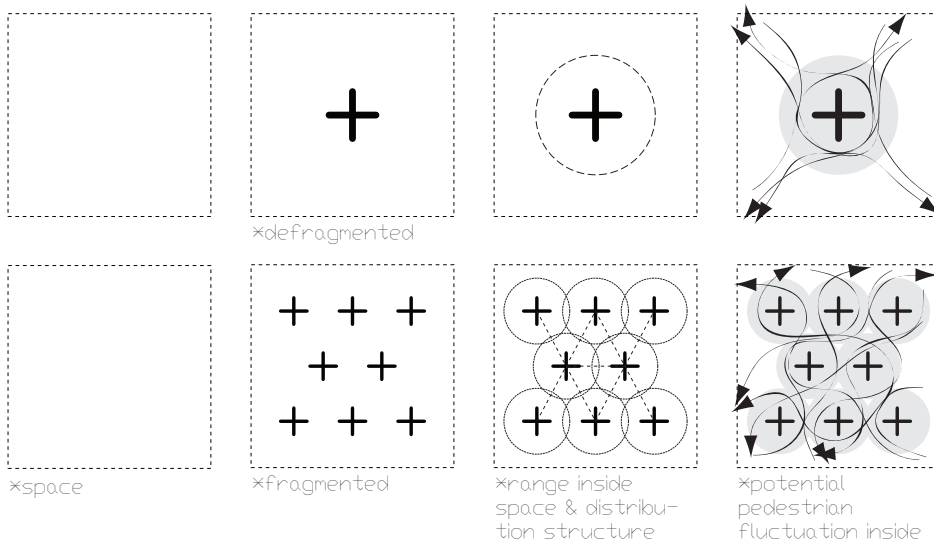 *defragmented
*space
*fragmented
*range inside
space & distribu-
tion structure
*potential
pedestrian
fluctuation inside